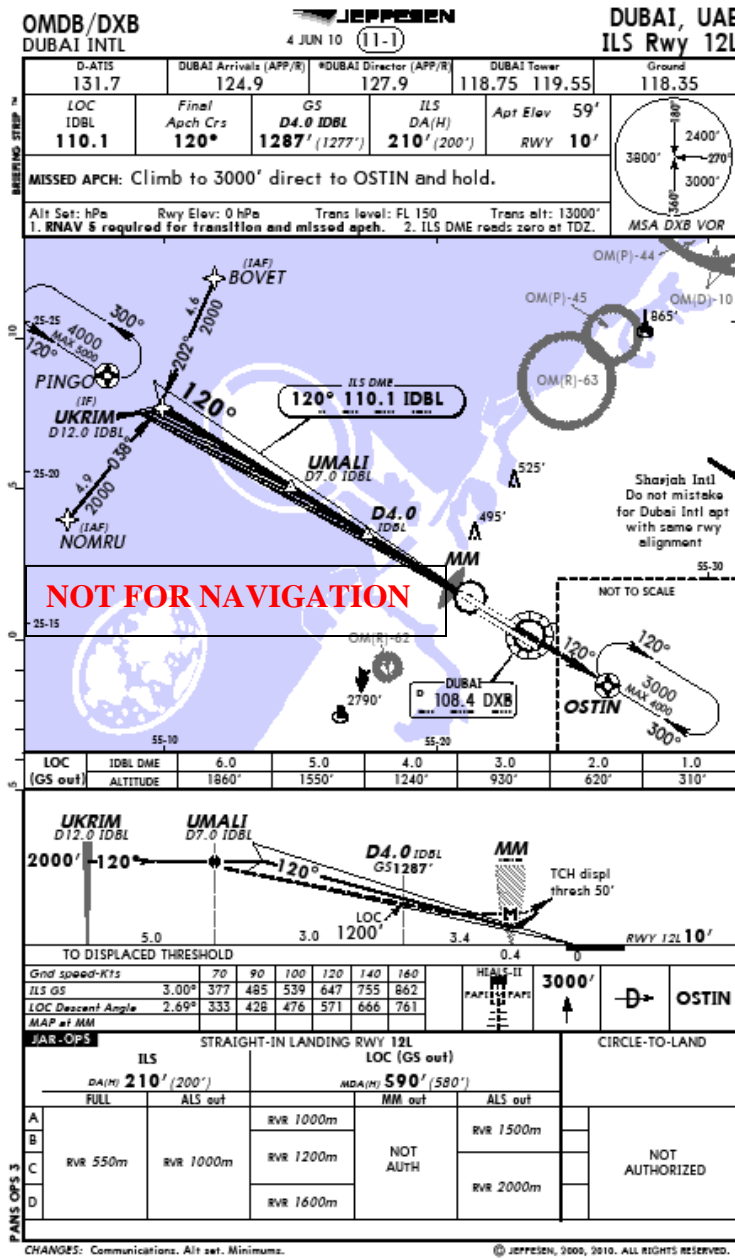 OMDB/DXB
DUBAI INTL
JEPPESEN
4 JUN 10 11-1
DUBAI, UAE
ILS Rwy 12L
D-ATIS
131.7
DUBAI Arrivals (APP/R)
124.9
*DUBAI Director (APP/R)
127.9
DUBAI Tower
118.75 119.55
Ground
118.35
BRIEFING STRIP ™
LOC
IDBL
110.1
Final
Apch Crs
120°
GS
D4.0 IDBL
1287' (1277')
ILS
DA(H)
210' (200')
Apt Elev 59'
RWY 10'
180°
2400'
3800'
270°
3000'
360°
MSA DXB VOR
MISSED APCH: Climb to 3000' direct to OSTIN and hold.
Alt Set: hPa Rwy Elev: 0 hPa Trans level: FL 150 Trans alt: 13000'
1. RNAV 5 required for transition and missed apch. 2. ILS DME reads zero at TDZ.
OM(P)-44
(IAF)
BOVET
OM(P)-45
OM(D)-10
865'
25-25
300°
4000
MAX 5000
120°
4.6
2000
202°
PINGO
OM(R)-63
(IF)
UKRIM
D12.0 IDBL
120°
ILS DME
120° 110.1 IDBL
UMALI
D7.0 IDBL
25-20
4.9
2000
038°
(IAF)
NOMRU
D4.0
IDBL
525'
495'
Sharjah Intl
Do not mistake
for Dubai Intl apt
with same rwy
alignment
MM
55-30
NOT FOR NAVIGATION
NOT TO SCALE
25-15
OM(R)-62
120°
120°
3000
MAX 4000
300°
OSTIN
2790'
DUBAI
D 108.4 DXB
55-10
55-20
10
5
0
5
LOC
(GS out)
IDBL DME 6.0 5.0 4.0 3.0 2.0 1.0
ALTITUDE 1860' 1550' 1240' 930' 620' 310'
UKRIM
D12.0 IDBL
UMALI
D7.0 IDBL
D4.0 IDBL
GS1287'
MM
2000' 120°
120°
TCH displ
thresh 50'
M
LOC
1200'
RWY 12L 10'
5.0 3.0 3.4 0.4 0
TO DISPLACED THRESHOLD
Gnd speed-Kts 70 90 100 120 140 160
ILS GS 3.00° 377 485 539 647 755 862
LOC Descent Angle 2.69° 333 428 476 571 666 761
MAP at MM
HIALS-II
PAPI PAPI
3000'
D
OSTIN
JAR-OPS
STRAIGHT-IN LANDING RWY 12L
CIRCLE-TO-LAND
ILS
LOC (GS out)
DA(H) 210' (200')
MDA(H) 590' (580')
FULL
ALS out
MM out
ALS out
A
B
C
D
RVR 550m
RVR 1000m
RVR 1000m
RVR 1200m
RVR 1600m
NOT
AUTH
RVR 1500m
RVR 2000m
NOT
AUTHORIZED
PANS OPS 3
CHANGES: Communications. Alt set. Minimums.
© JEPPESEN, 2000, 2010. ALL RIGHTS RESERVED.